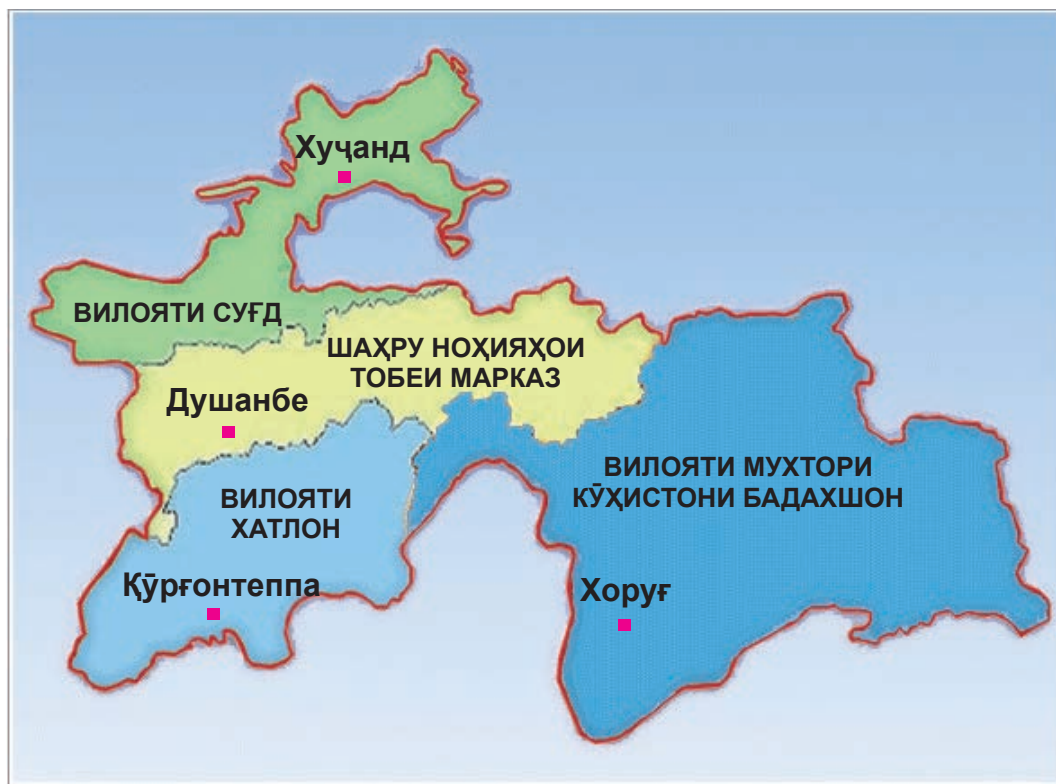 Хуҷанд
ВИЛОЯТИ СУҒД
ШАҲРУ НОҲИЯҲОИ
ТОБЕИ МАРКАЗ
Душанбе
ВИЛОЯТИ МУХТОРИ
КӮҲИСТОНИ БАДАХШОН
ВИЛОЯТИ
ХАТЛОН
Қӯрғонтеппа
Хоруғ